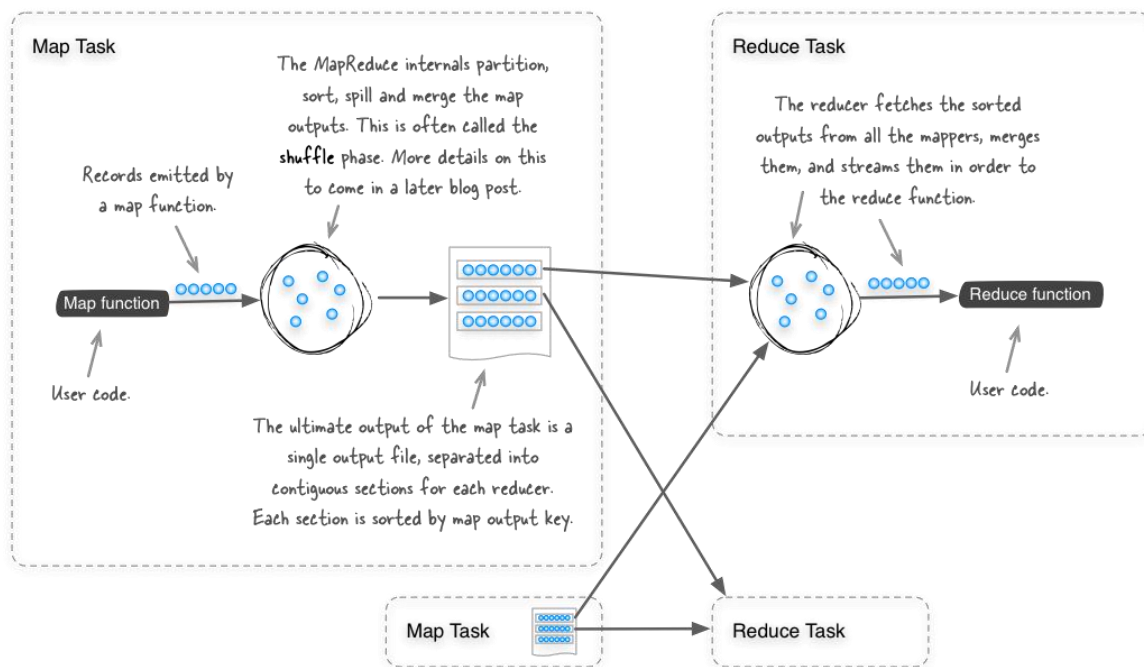 Map Task
The MapReduce internals partition,
sort, spill and merge the map
outputs. This is often called the
shuffle phase. More details on this
to come in a later blog post.
Records emitted by
a map function.
Map function
User code.
The ultimate output of the map task is a
single output file, separated into
contiguous sections for each reducer.
Each section is sorted by map output key.
Reduce Task
The reducer fetches the sorted
outputs from all the mappers, merges
them, and streams them in order to
the reduce function.
Reduce function
User code.
Map Task
Reduce Task